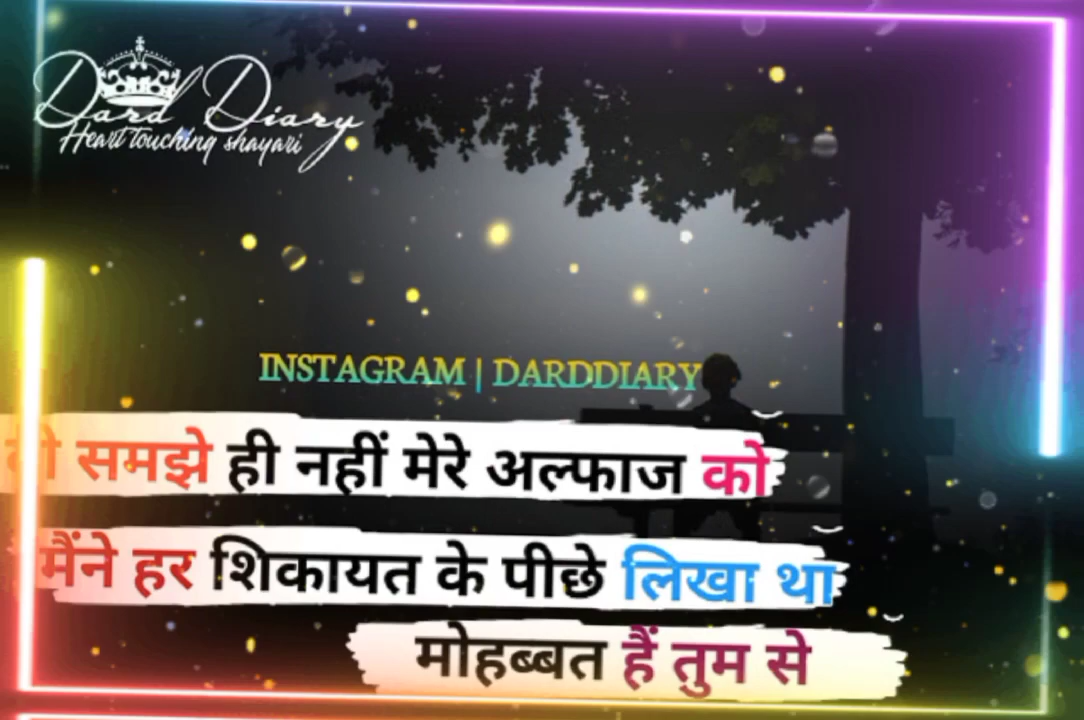 Dard Diary
Heart touching shayari
INSTAGRAM | DARDDIARY
समझे ही नहीं मेरे अल्फाज को
मैंने हर शिकायत के पीछे लिखा था
मोहब्बत हैं तुम से